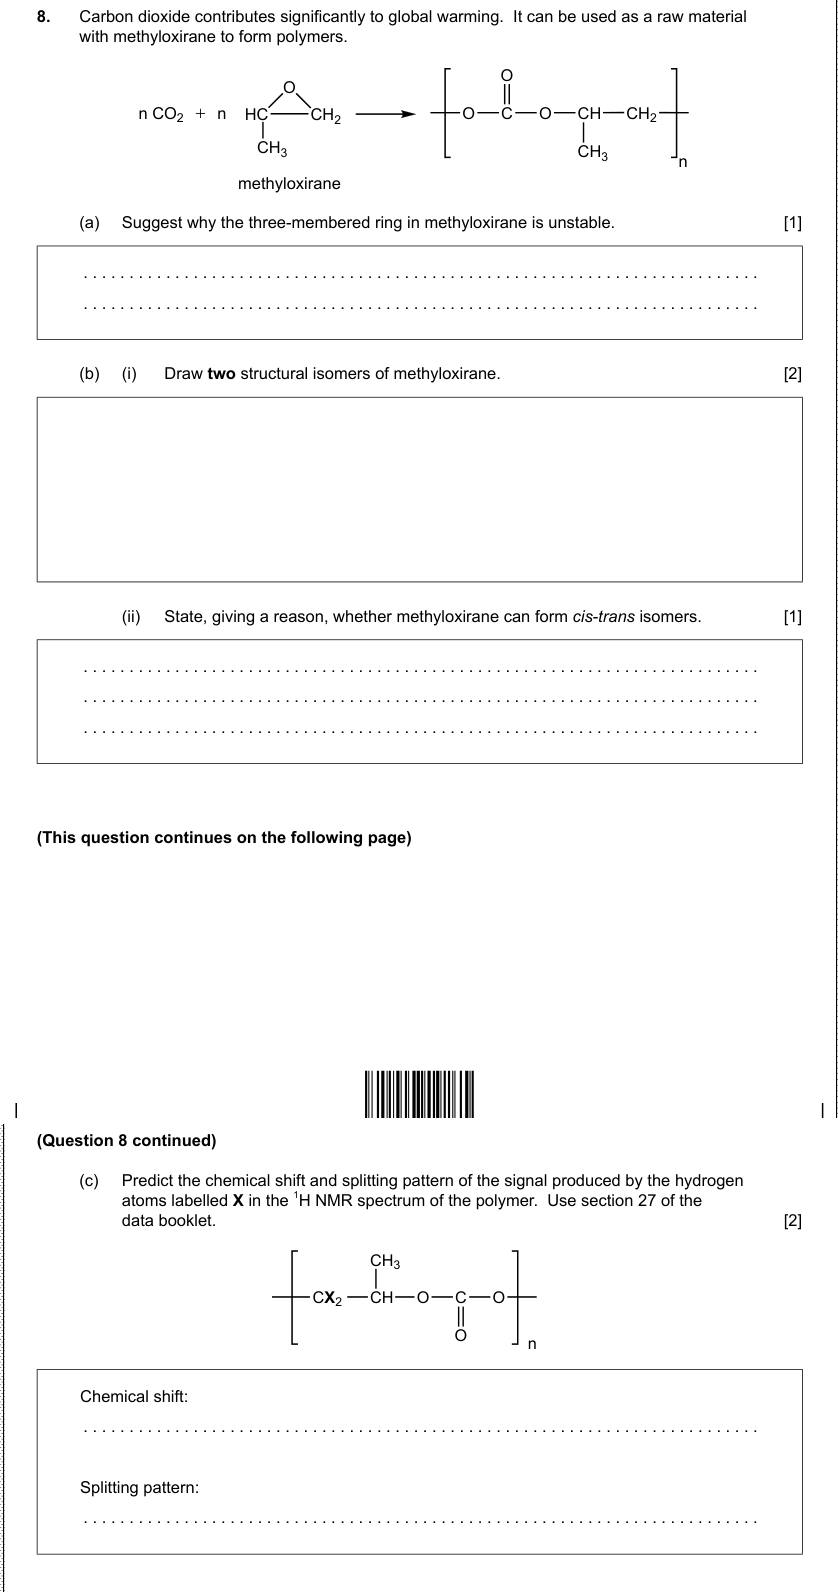 8. Carbon dioxide contributes significantly to global warming. It can be used as a raw material
with methyloxirane to form polymers.
O
O
n CO₂ + n HC CH₂ O C O CH CH₂
CH₃ CH₃
n
methyloxirane
(a) Suggest why the three-membered ring in methyloxirane is unstable. [1]
(b) (i) Draw two structural isomers of methyloxirane. [2]
(ii) State, giving a reason, whether methyloxirane can form cis-trans isomers. [1]
(This question continues on the following page)
(Question 8 continued)
(c) Predict the chemical shift and splitting pattern of the signal produced by the hydrogen
atoms labelled X in the ¹H NMR spectrum of the polymer. Use section 27 of the
data booklet. [2]
CH₃
CX₂ CH O C O
O
n
Chemical shift:
Splitting pattern: